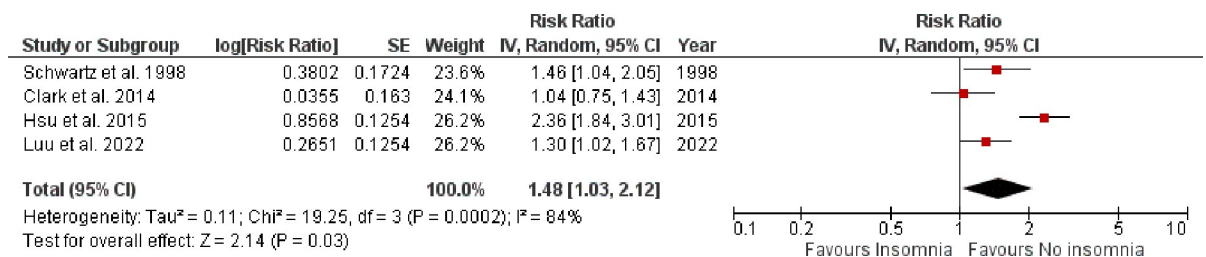 Risk Ratio Risk Ratio
Study or Subgroup log[Risk Ratio] SE Weight IV, Random, 95% CI Year IV, Random, 95% CI
Schwartz et al. 1998 0.3802 0.1724 23.6% 1.46 [1.04, 2.05] 1998
Clark et al. 2014 0.0355 0.163 24.1% 1.04 [0.75, 1.43] 2014
Hsu et al. 2015 0.8568 0.1254 26.2% 2.36 [1.84, 3.01] 2015
Luu et al. 2022 0.2651 0.1254 26.2% 1.30 [1.02, 1.67] 2022
Total (95% CI) 100.0% 1.48 [1.03, 2.12]
Heterogeneity: Tau² = 0.11; Chi² = 19.25, df = 3 (P = 0.0002); I² = 84%
Test for overall effect: Z = 2.14 (P = 0.03)
0.1 0.2 0.5 1 2 5 10
Favours Insomnia Favours No insomnia